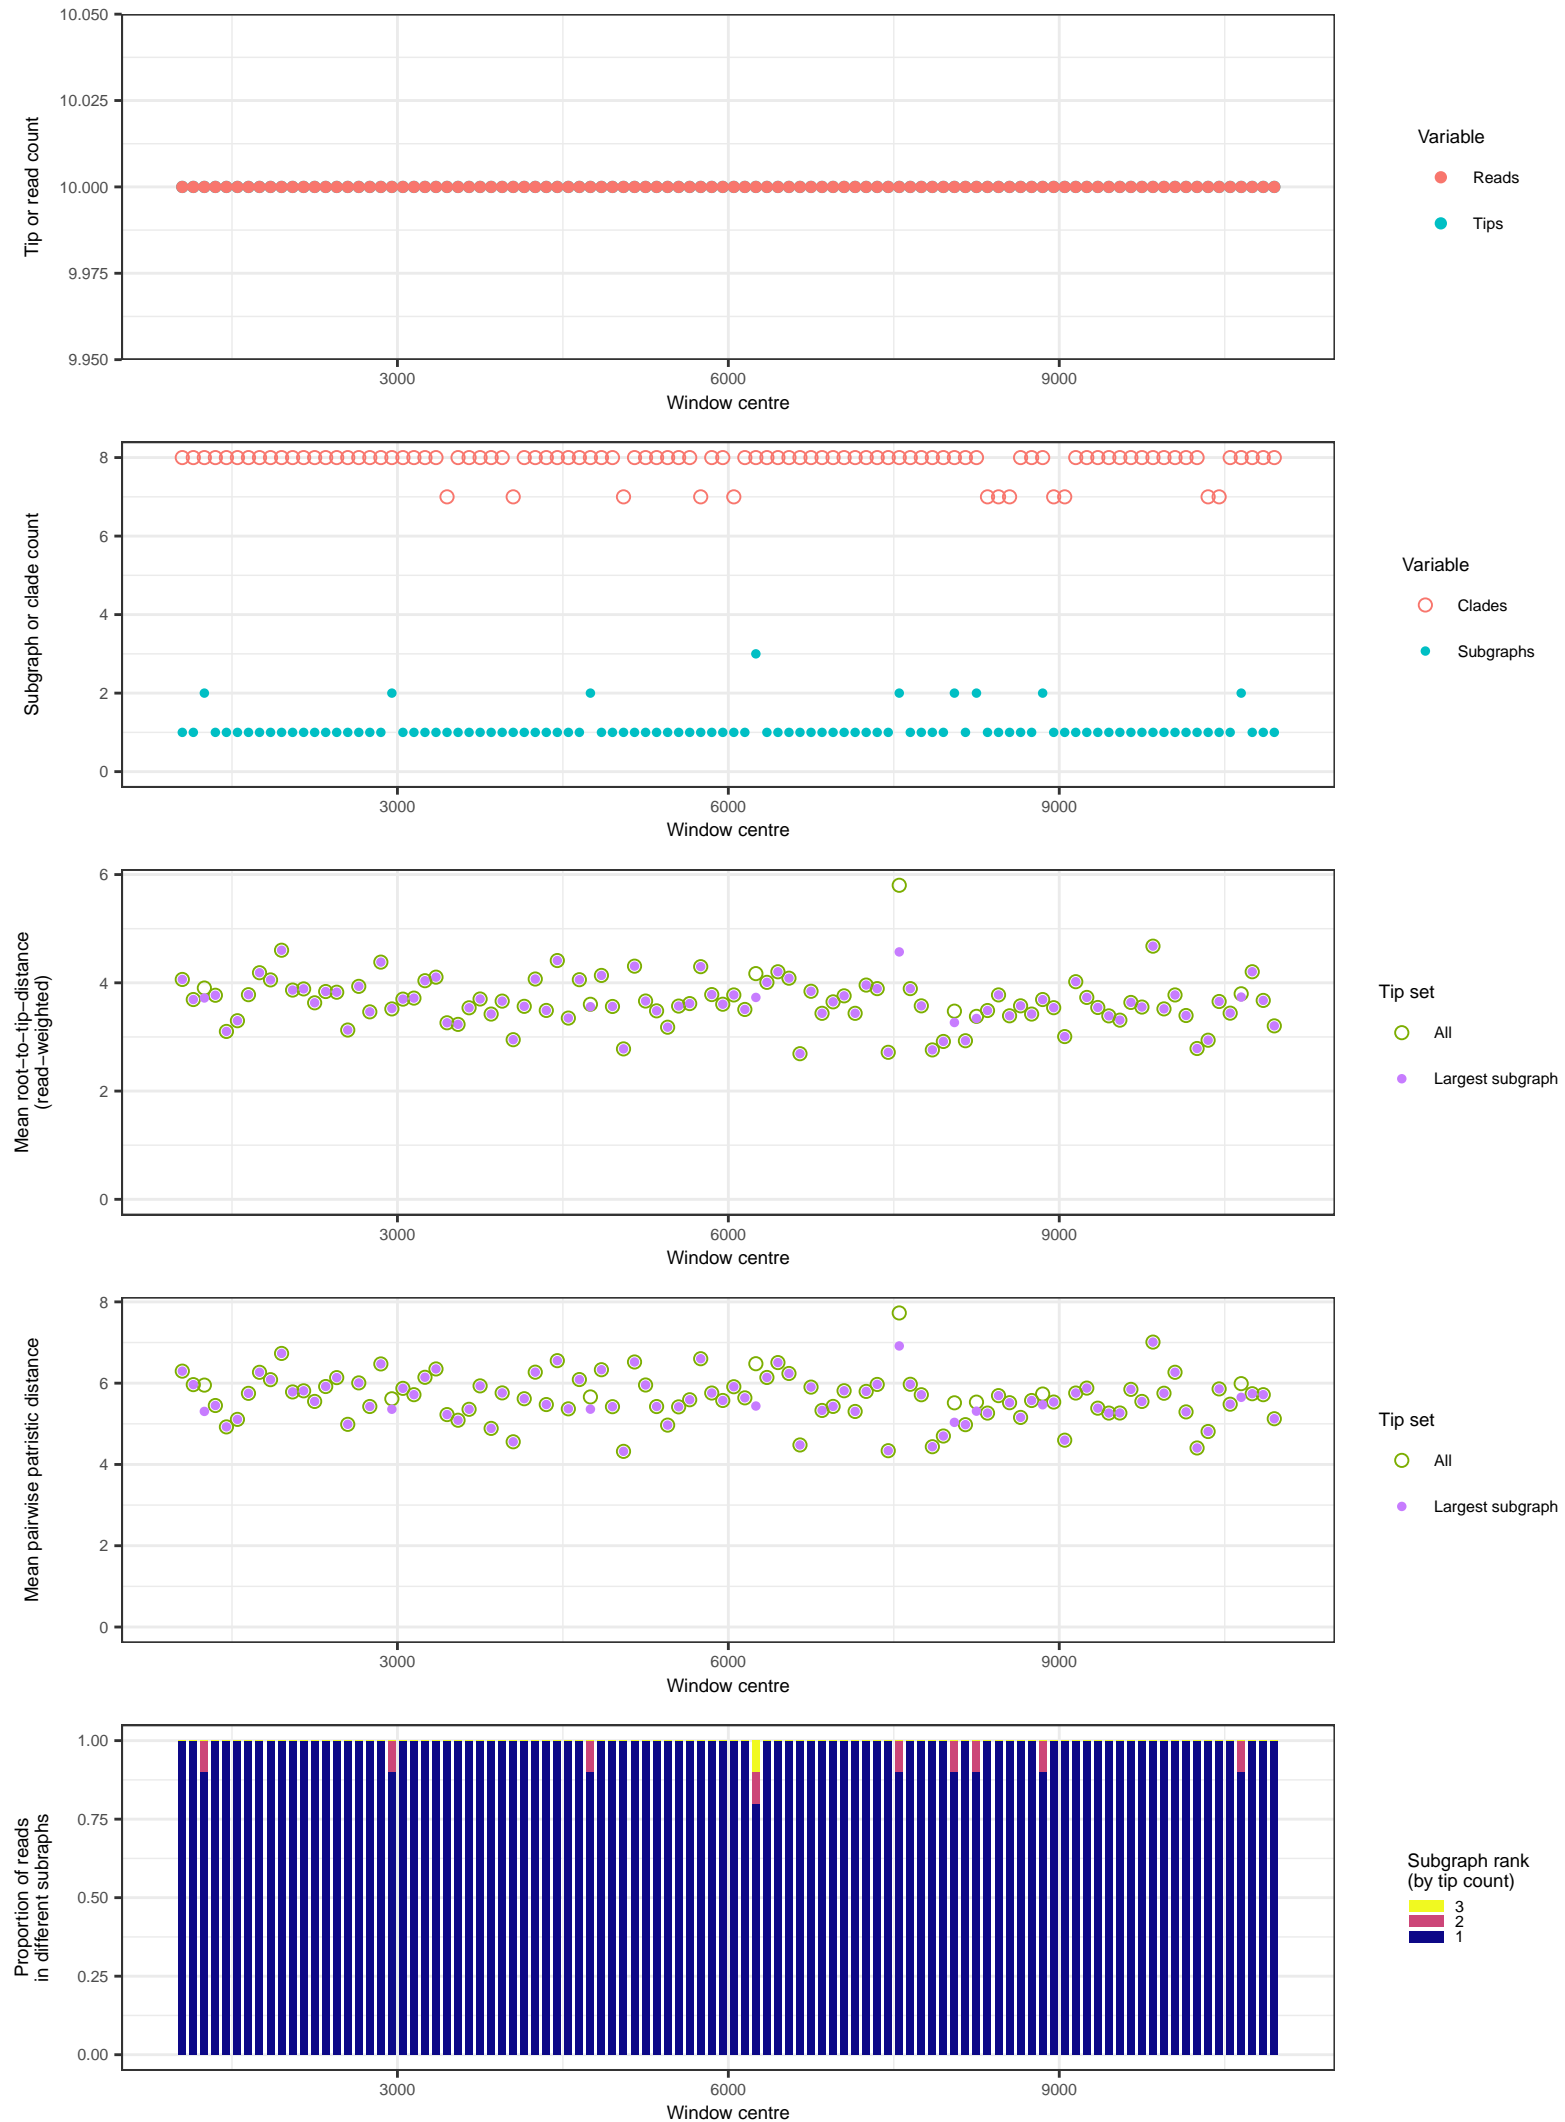 10.050
10.025
10.000
9.975
9.950
Tip or read count
3000
6000
9000
Window centre
Variable
Reads
Tips
8
6
4
2
0
Subgraph or clade count
3000
6000
9000
Window centre
Variable
Clades
Subgraphs
6
4
2
0
Mean root−to−tip−distance
(read−weighted)
3000
6000
9000
Window centre
Tip set
All
Largest subgraph
8
6
4
2
0
Mean pairwise patristic distance
3000
6000
9000
Window centre
Tip set
All
Largest subgraph
1.00
0.75
0.50
0.25
0.00
Proportion of reads
in different subraphs
3000
6000
9000
Window centre
Subgraph rank
(by tip count)
3
2
1